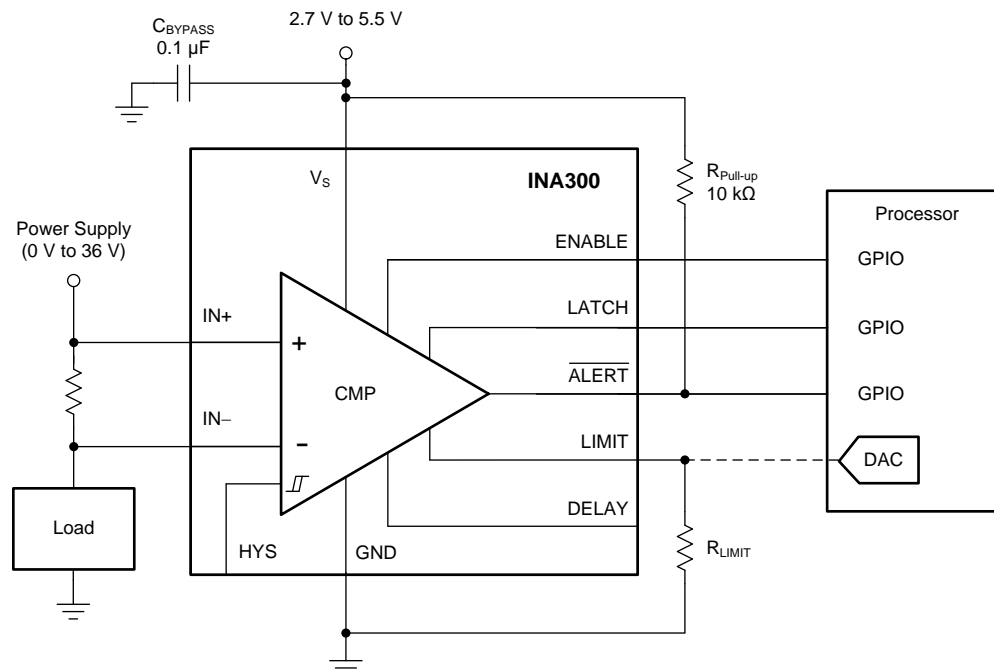 2.7 V to 5.5 V
CBYPASS
0.1 µF
VS
INA300
RPull-up
10 kΩ
Processor
Power Supply
(0 V to 36 V)
ENABLE
GPIO
IN+
LATCH
GPIO
+
CMP
ALERT
GPIO
IN−
-
LIMIT
DAC
Load
DELAY
HYS
GND
RLIMIT